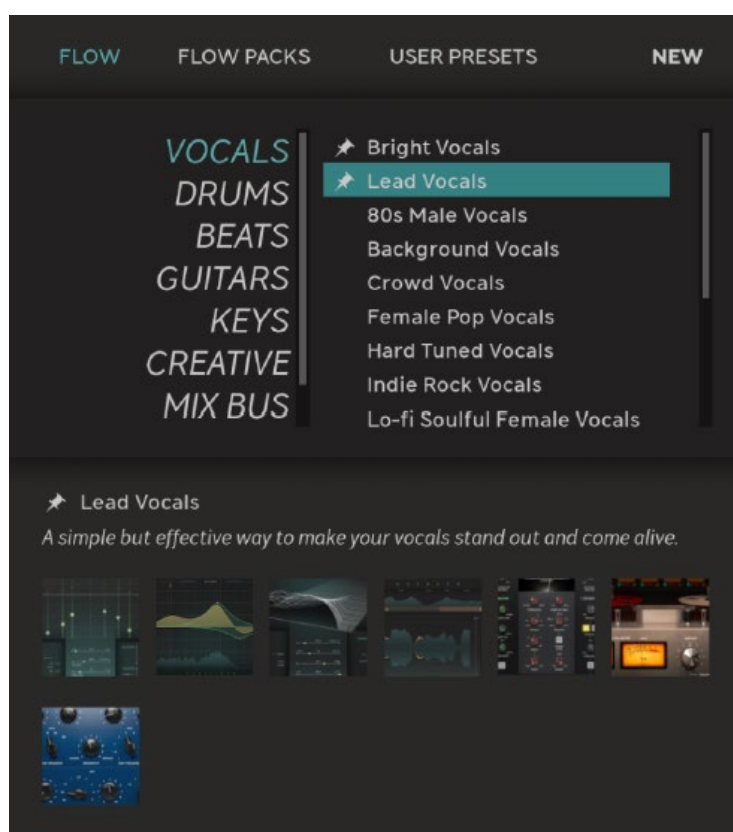 FLOW FLOW PACKS USER PRESETS NEW
VOCALS
DRUMS
BEATS
GUITARS
KEYS
CREATIVE
MIX BUS
Bright Vocals
Lead Vocals
80s Male Vocals
Background Vocals
Crowd Vocals
Female Pop Vocals
Hard Tuned Vocals
Indie Rock Vocals
Lo-fi Soulful Female Vocals
Lead Vocals
A simple but effective way to make your vocals stand out and come alive.